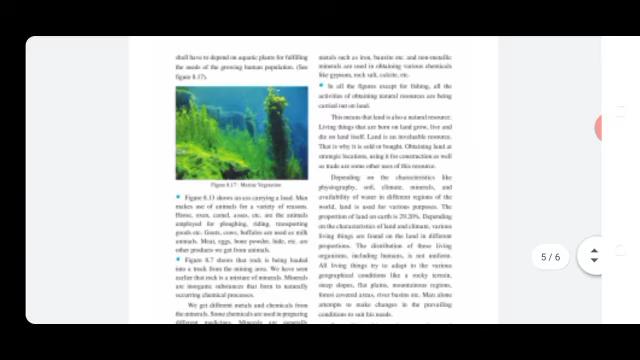 shall have to depend on aquatic plants for fulfilling
the needs of the growing human population. (See
figure 8.17).
Figure 8.17 : Marine Vegetation
• Figure 8.13 shows an ass carrying a load. Man
makes use of animals for a variety of reasons.
Horse, oxen, camel, asses, etc. are the animals
employed for ploughing, riding, transporting
goods etc. Goats, cows, buffaloes are used as milk
animals. Meat, eggs, bone powder, hide, etc. are
other products we get from animals.
• Figure 8.7 shows that rock is being loaded
into a truck from the mining area. We have seen
earlier that rock is a mixture of minerals. Minerals
are inorganic substances that form in naturally
occurring chemical processes.
We get different metals and chemicals from
the minerals. Some chemicals are used in preparing
different medicines. Minerals are generally
metals such as iron, bauxite etc. and non-metallic
minerals are used in obtaining various chemicals
like gypsum, rock salt, calcite, etc.
• In all the figures except for fishing, all the
activities of obtaining natural resources are being
carried out on land.
This means that land is also a natural resource.
Living things that are born on land grow, live and
die on land itself. Land is an invaluable resource.
That is why it is sold or bought. Obtaining land at
strategic locations, using it for construction as well
as trade are some other uses of this resource.
Depending on the characteristics like
physiography, soil, climate, minerals, and
availability of water in different regions of the
world, land is used for various purposes. The
proportion of land on earth is 29.20%. Depending
on the characteristics of land and climate, various
living things are found on the land in different
proportions. The distribution of these living
organisms, including humans, is not uniform.
All living things try to adapt to the various
geographical conditions like a rocky terrain,
steep slopes, flat plains, mountainous regions,
forest covered areas, river basins etc. Man alone
attempts to make changes in the prevailing
conditions to suit his needs.
5 / 6